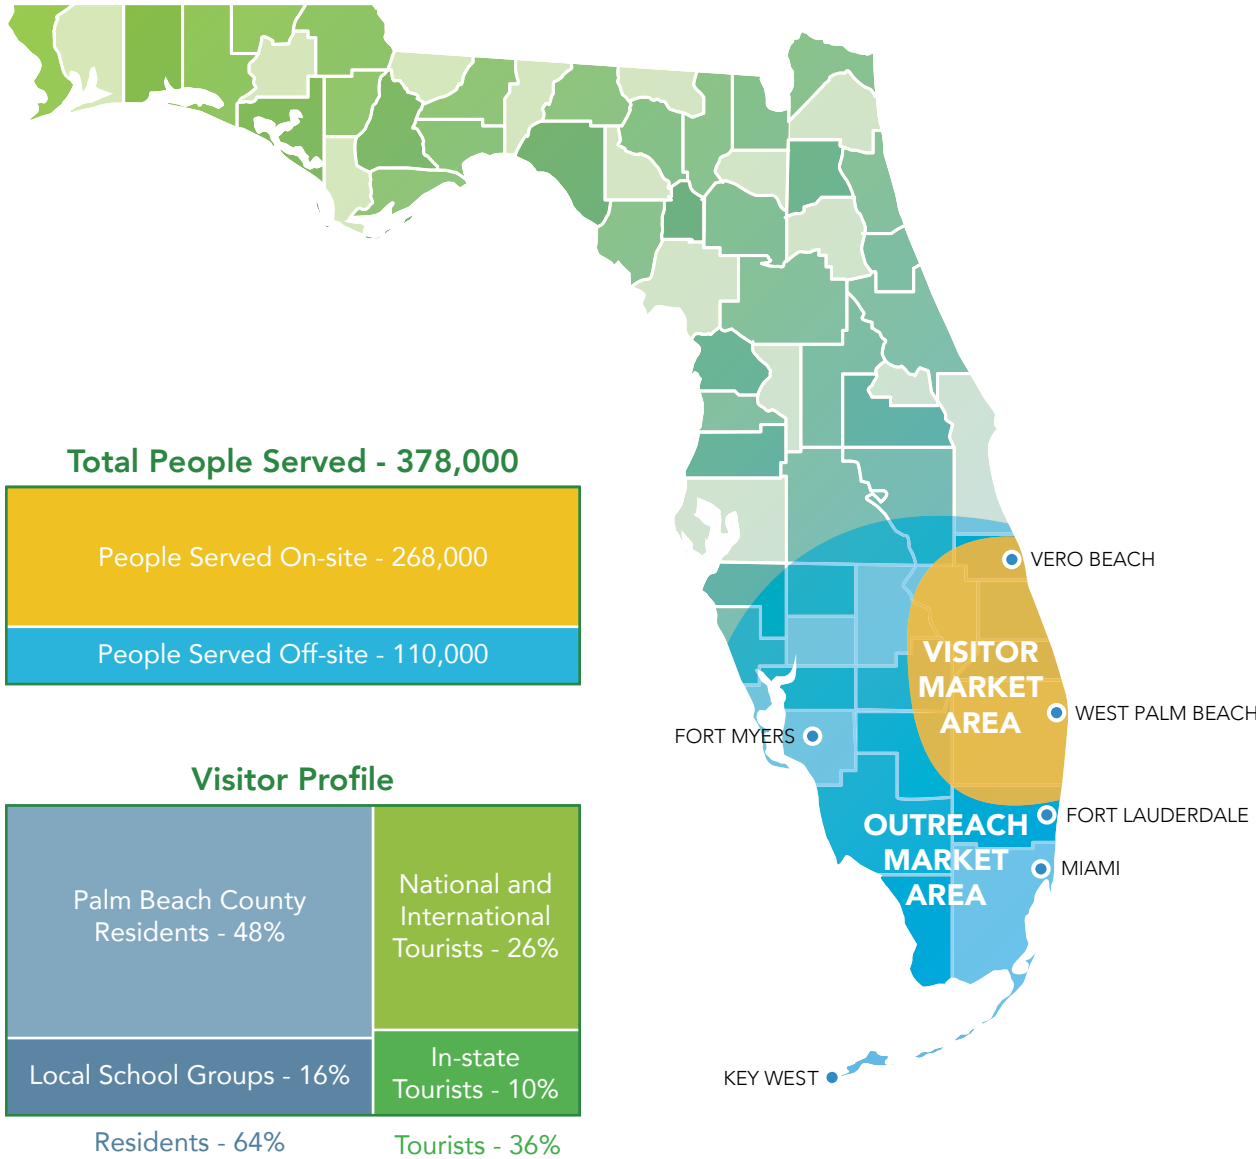 Total People Served - 378,000
People Served On-site - 268,000
People Served Off-site - 110,000
Visitor Profile
Palm Beach County
Residents - 48%
National and
International
Tourists - 26%
Local School Groups - 16%
In-state
Tourists - 10%
Residents - 64%
Tourists - 36%
VERO BEACH
VISITOR
MARKET
AREA
WEST PALM BEACH
FORT MYERS
FORT LAUDERDALE
OUTREACH
MARKET
AREA
MIAMI
KEY WEST